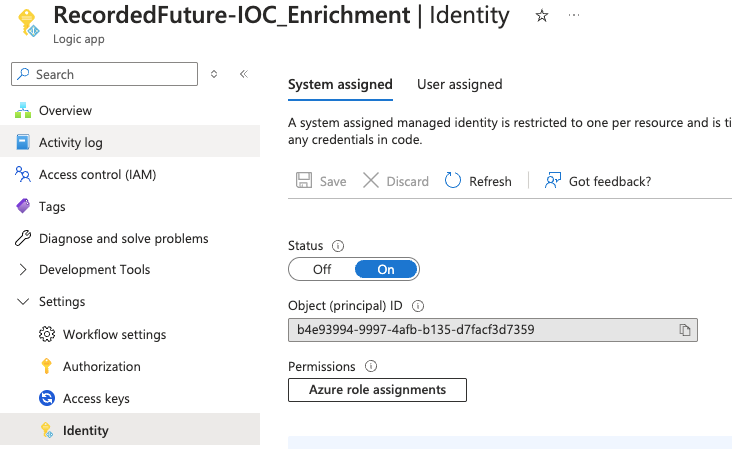 RecordedFuture-IOC_Enrichment | Identity
Logic app
Search
Overview
Activity log
Access control (IAM)
Tags
Diagnose and solve problems
Development Tools
Settings
Workflow settings
Authorization
Access keys
Identity
System assigned User assigned
A system assigned managed identity is restricted to one per resource and is ti
any credentials in code.
Save Discard Refresh Got feedback?
Status
Off On
Object (principal) ID
b4e93994-9997-4afb-b135-d7facf3d7359
Permissions
Azure role assignments